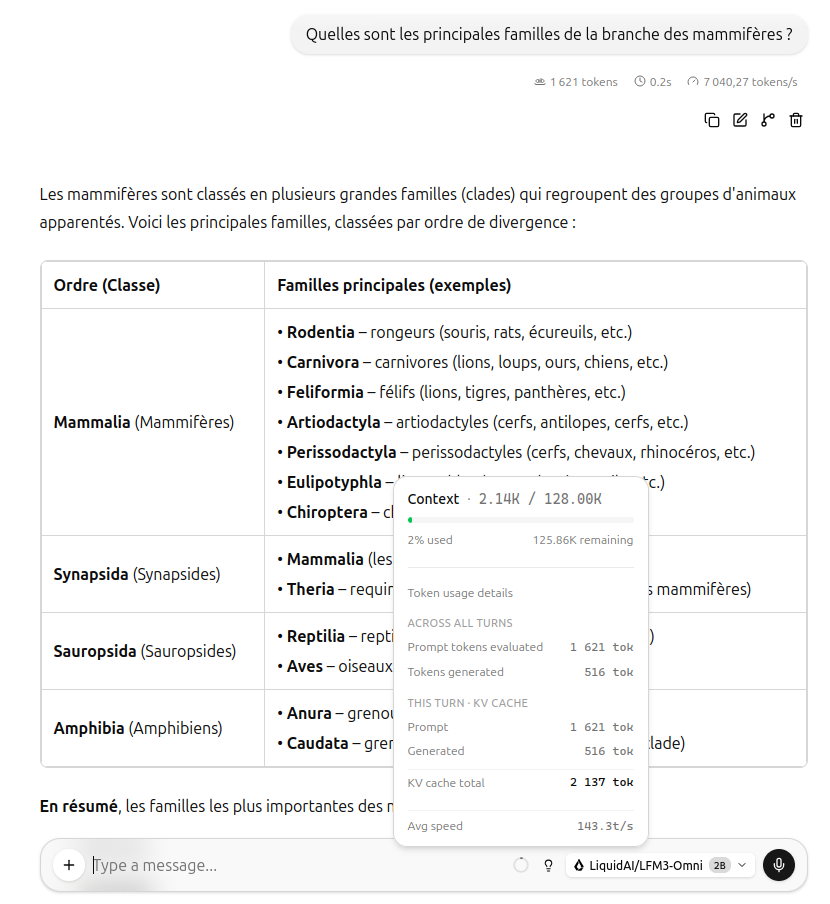 Quelles sont les principales familles de la branche des mammifères ?
1 621 tokens 0.2s 7 040,27 tokens/s
Les mammifères sont classés en plusieurs grandes familles (clades) qui regroupent des groupes d'animaux
apparentés. Voici les principales familles, classées par ordre de divergence :
Ordre (Classe) Familles principales (exemples)
• Rodentia – rongeurs (souris, rats, écureuils, etc.)
• Carnivora – carnivores (lions, loups, ours, chiens, etc.)
• Feliformia – félifs (lions, tigres, panthères, etc.)
Mammalia (Mammifères) • Artiodactyla – artiodactyles (cerfs, antilopes, cerfs, etc.)
• Perissodactyla – perissodactyles (cerfs, chevaux, rhinocéros, etc.)
• Eulipotyphla – tc.)
• Chiroptera –
Synapsida (Synapsides) • Mammalia (les
• Theria – requi s mammifères)
Sauropsida (Sauropsides) • Reptilia – repti )
• Aves – oiseaux
Amphibia (Amphibiens) • Anura – greno
• Caudata – gre lade)
En résumé, les familles les plus importantes des
Context · 2.14K / 128.00K
2% used 125.86K remaining
Token usage details
ACROSS ALL TURNS
Prompt tokens evaluated 1 621 tok
Tokens generated 516 tok
THIS TURN · KV CACHE
Prompt 1 621 tok
Generated 516 tok
KV cache total 2 137 tok
Avg speed 143.3t/s
+ Type a message... LiquidAI/LFM3-Omni 2B